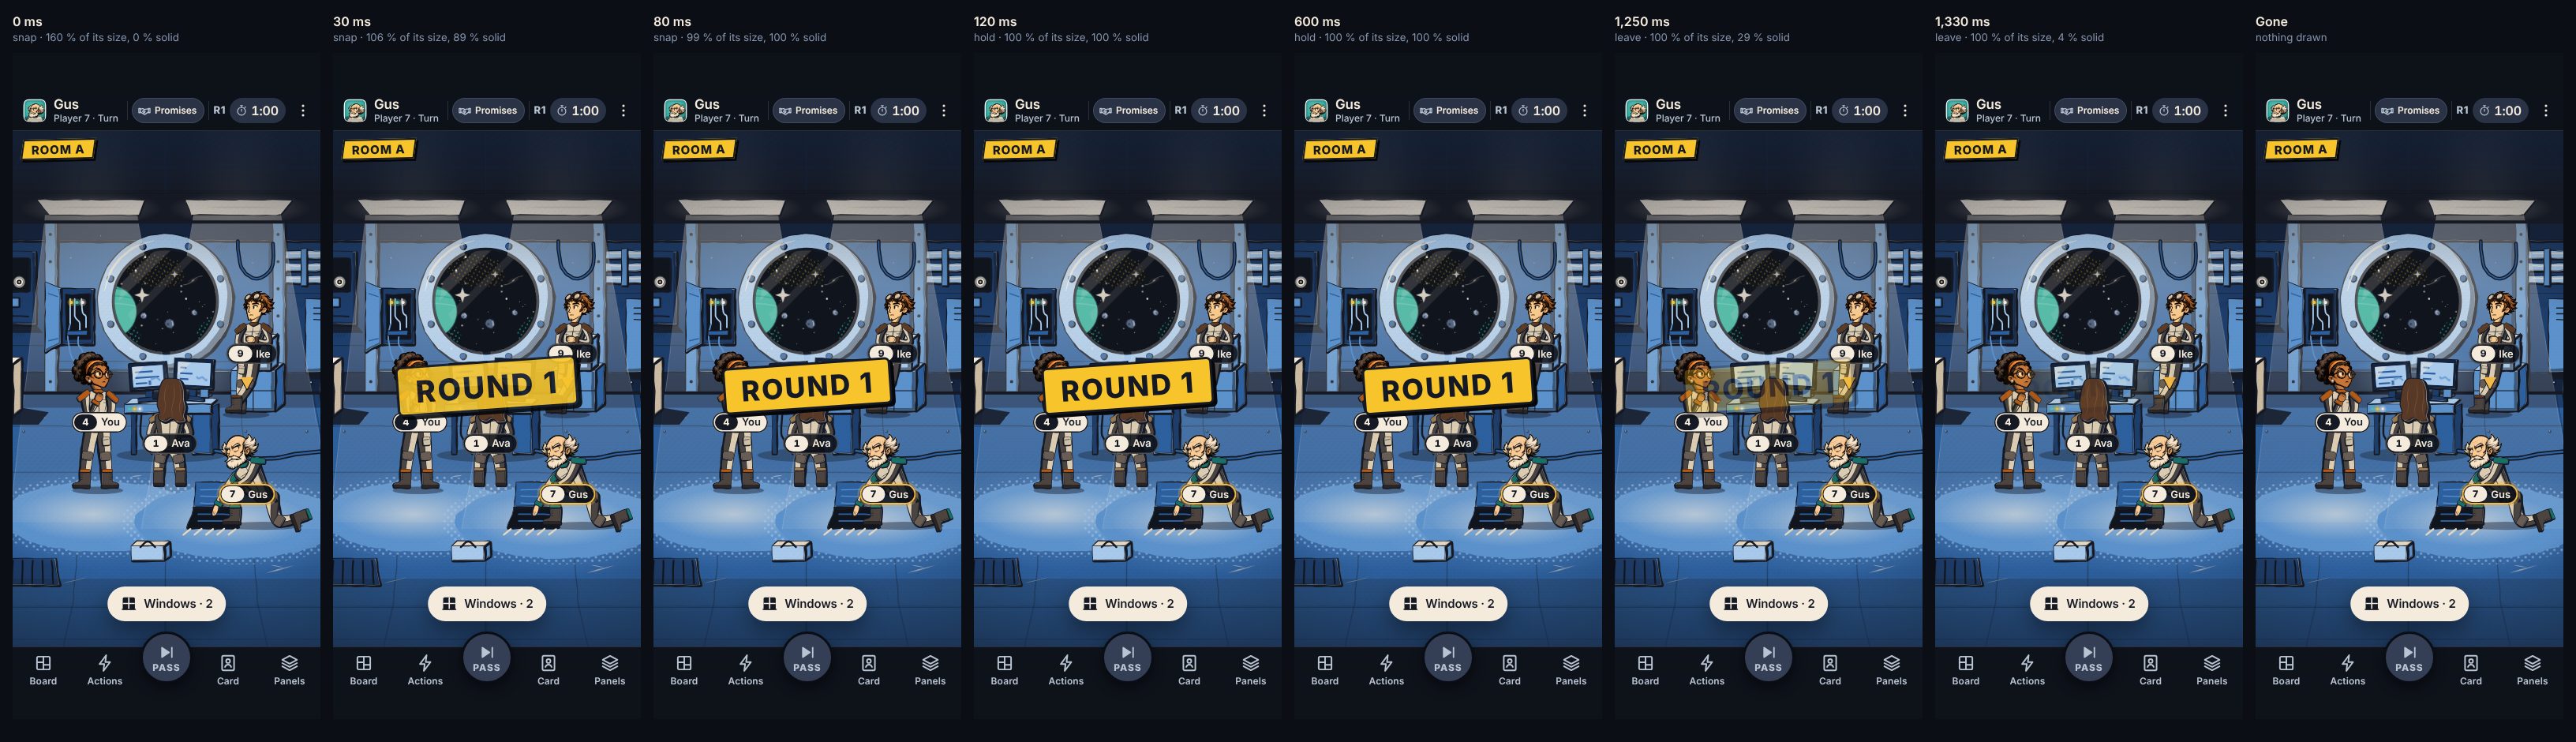 0 ms
snap · 160 % of its size, 0 % solid
Gus
Player 7 · Turn
Promises
R1
1:00
ROOM A
9 Ike
4 You
1 Ava
7 Gus
Windows · 2
Board
Actions
PASS
Card
Panels
30 ms
snap · 106 % of its size, 89 % solid
Gus
Player 7 · Turn
Promises
R1
1:00
ROOM A
9 Ike
ROUND 1
4 You
1 Ava
7 Gus
Windows · 2
Board
Actions
PASS
Card
Panels
80 ms
snap · 99 % of its size, 100 % solid
Gus
Player 7 · Turn
Promises
R1
1:00
ROOM A
9 Ike
ROUND 1
4 You
1 Ava
7 Gus
Windows · 2
Board
Actions
PASS
Card
Panels
120 ms
hold · 100 % of its size, 100 % solid
Gus
Player 7 · Turn
Promises
R1
1:00
ROOM A
9 Ike
ROUND 1
4 You
1 Ava
7 Gus
Windows · 2
Board
Actions
PASS
Card
Panels
600 ms
hold · 100 % of its size, 100 % solid
Gus
Player 7 · Turn
Promises
R1
1:00
ROOM A
9 Ike
ROUND 1
4 You
1 Ava
7 Gus
Windows · 2
Board
Actions
PASS
Card
Panels
1,250 ms
leave · 100 % of its size, 29 % solid
Gus
Player 7 · Turn
Promises
R1
1:00
ROOM A
9 Ike
ROUND 1
4 You
1 Ava
7 Gus
Windows · 2
Board
Actions
PASS
Card
Panels
1,330 ms
leave · 100 % of its size, 4 % solid
Gus
Player 7 · Turn
Promises
R1
1:00
ROOM A
9 Ike
4 You
1 Ava
7 Gus
Windows · 2
Board
Actions
PASS
Card
Panels
Gone
nothing drawn
Gus
Player 7 · Turn
Promises
R1
1:00
ROOM A
9 Ike
4 You
1 Ava
7 Gus
Windows · 2
Board
Actions
PASS
Card
Panels